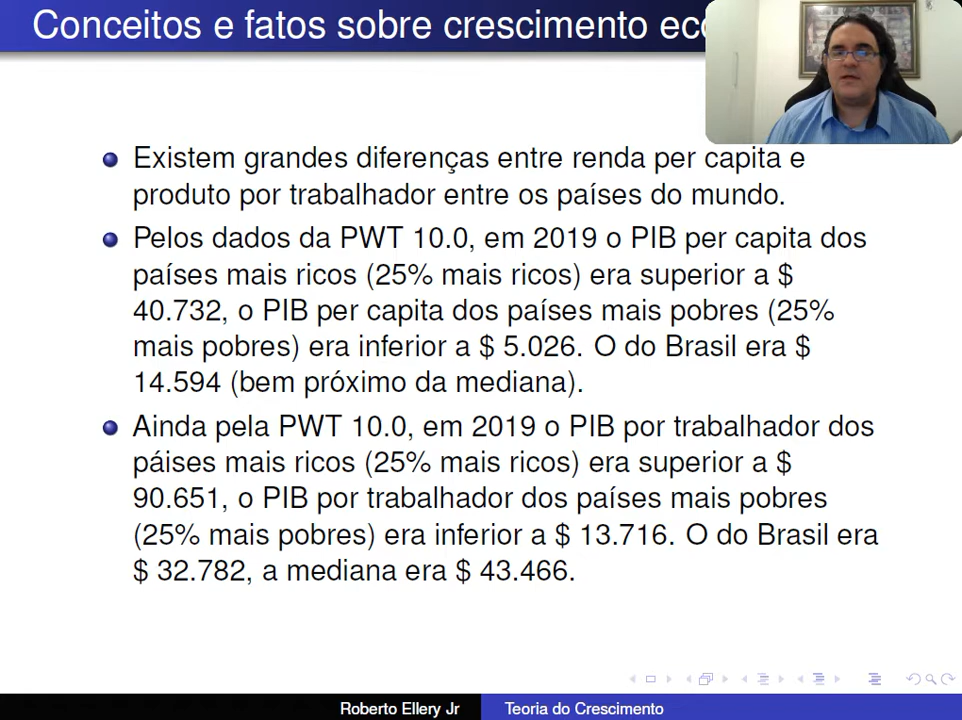 Conceitos e fatos sobre crescimento
Existem grandes diferenças entre renda per capita e
produto por trabalhador entre os países do mundo.
Pelos dados da PWT 10.0, em 2019 o PIB per capita dos
países mais ricos (25% mais ricos) era superior a $
40.732, o PIB per capita dos países mais pobres (25%
mais pobres) era inferior a $ 5.026. O do Brasil era $
14.594 (bem próximo da mediana).
Ainda pela PWT 10.0, em 2019 o PIB por trabalhador dos
páises mais ricos (25% mais ricos) era superior a $
90.651, o PIB por trabalhador dos países mais pobres
(25% mais pobres) era inferior a $ 13.716. O do Brasil era
$ 32.782, a mediana era $ 43.466.
Roberto Ellery Jr
Teoria do Crescimento